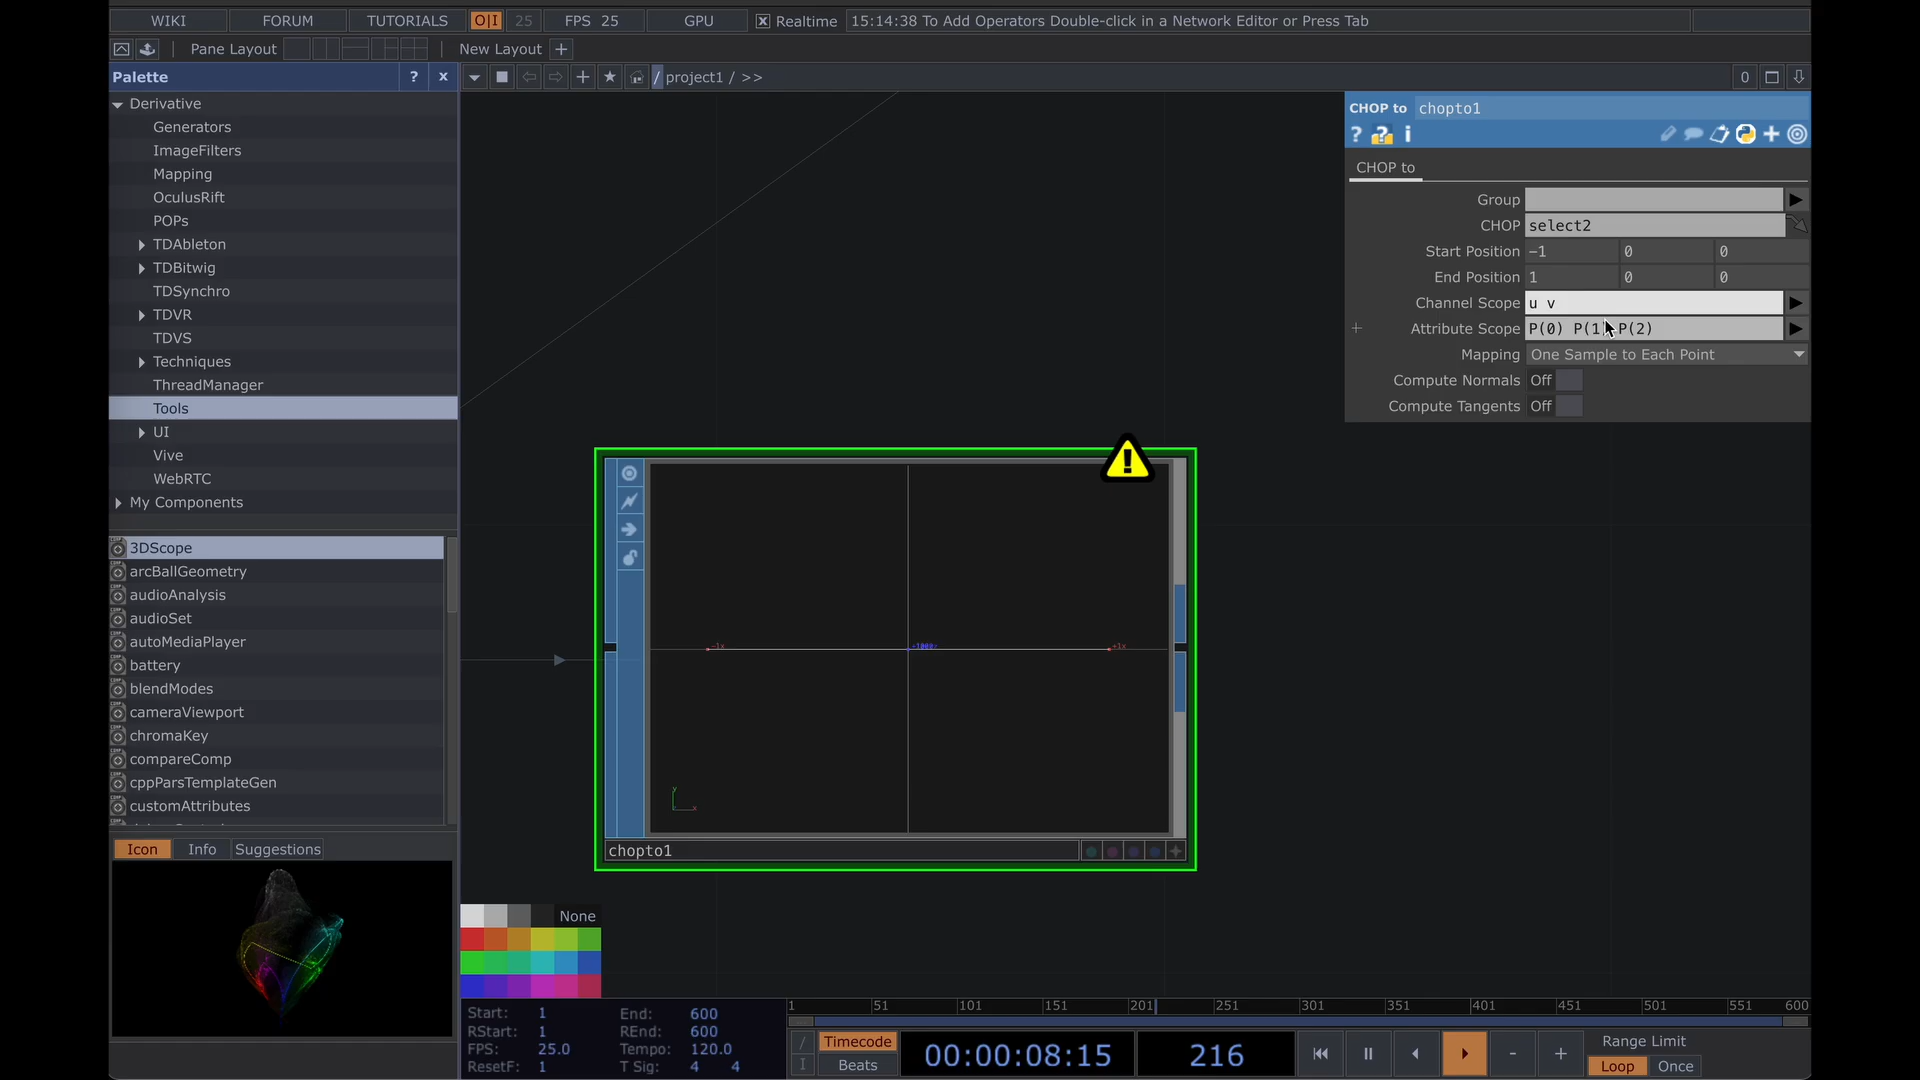 WIKI FORUM TUTORIALS O|I 25 FPS 25 GPU Realtime 15:14:38 To Add Operators Double-click in a Network Editor or Press Tab
Pane Layout New Layout +
Palette ? x / project1 / >> 0
Derivative
Generators
ImageFilters
Mapping
OculusRift
POPs
TDAbleton
TDBitwig
TDSynchro
TDVR
TDVS
Techniques
ThreadManager
Tools
UI
Vive
WebRTC
My Components
3DScope
arcBallGeometry
audioAnalysis
audioSet
autoMediaPlayer
battery
blendModes
cameraViewport
chromaKey
compareComp
cppParsTemplateGen
customAttributes
Icon Info Suggestions
CHOP to chopto1
? ? i
CHOP to
Group
CHOP select2
Start Position -1 0 0
End Position 1 0 0
Channel Scope u v
+ Attribute Scope P(0) P(1) P(2)
Mapping One Sample to Each Point
Compute Normals Off
Compute Tangents Off
-1x +1x
y
x
chopto1
None
Start: 1 End: 600
RStart: 1 REnd: 600
FPS: 25.0 Tempo: 120.0
ResetF: 1 T Sig: 4 4
1 51 101 151 201 251 301 351 401 451 501 551 600
/ Timecode
I Beats
00:00:08:15 216
- +
Range Limit
Loop Once